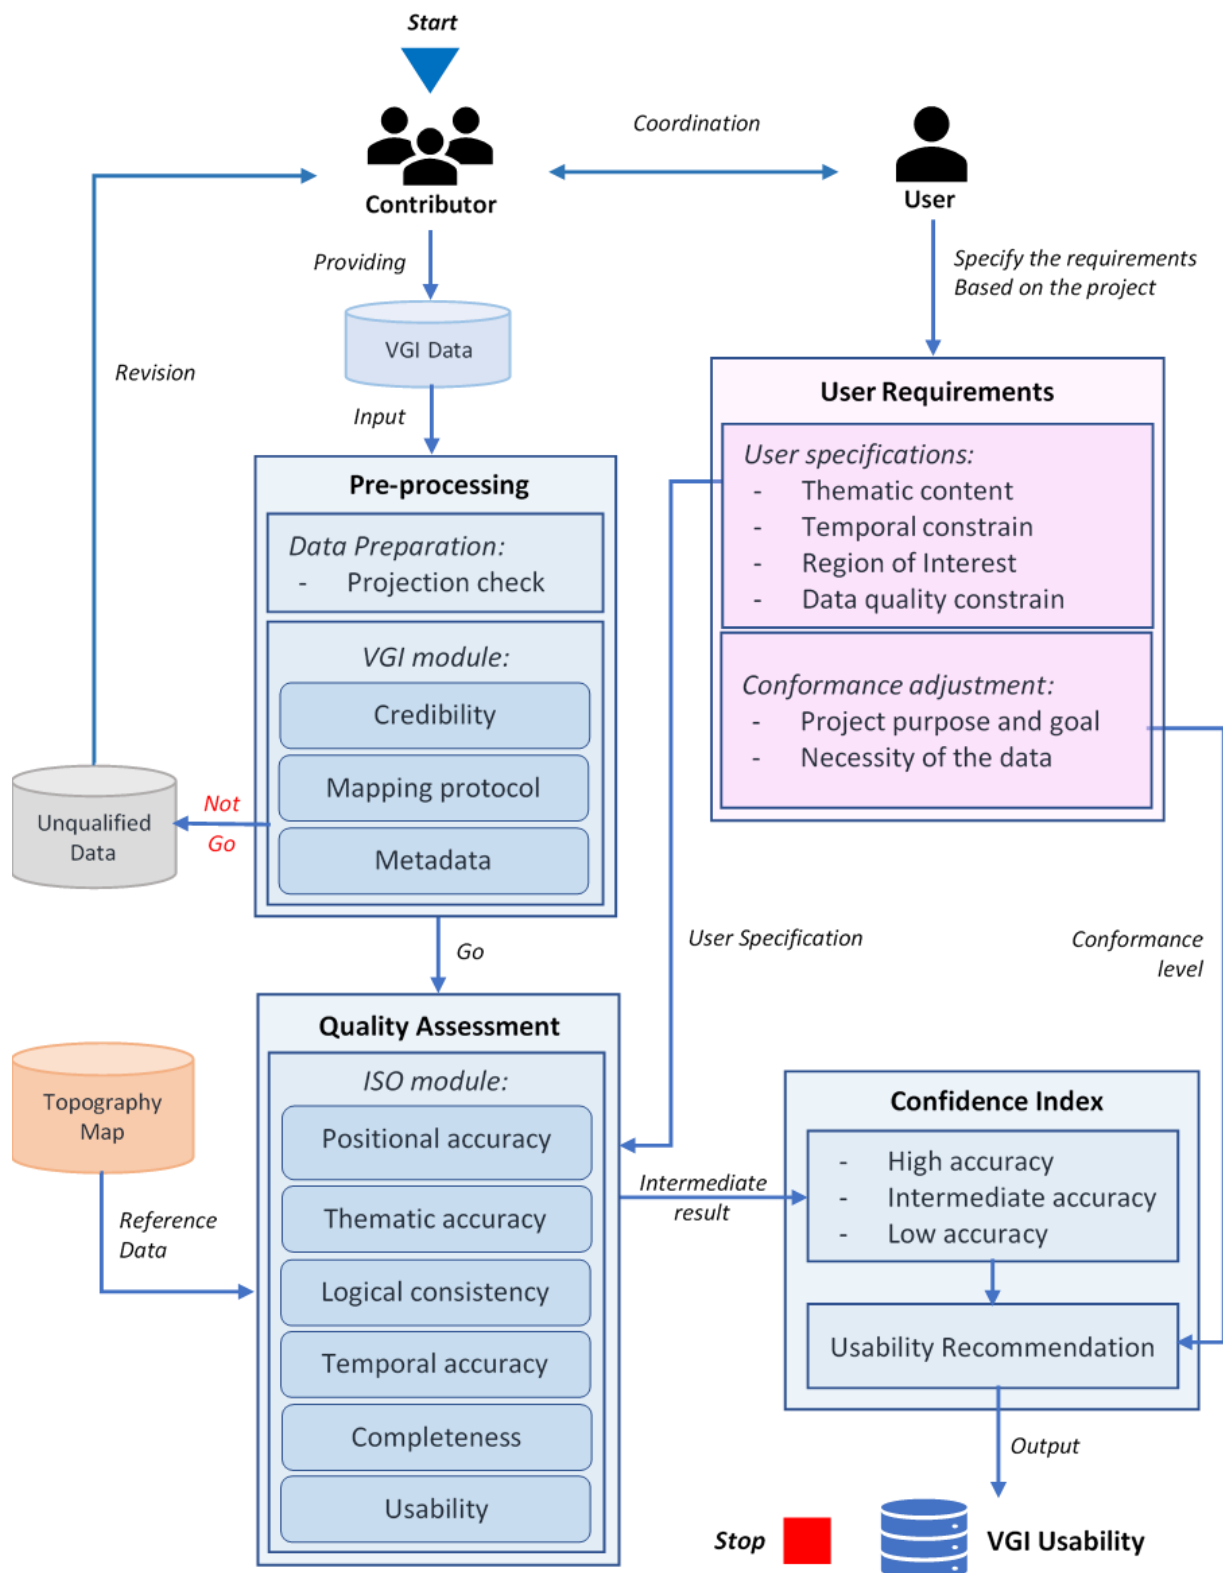 Start
Coordination
Contributor
User
Providing
Specify the requirements
Based on the project
VGI Data
Revision
Input
User Requirements
User specifications:
- Thematic content
- Temporal constrain
- Region of Interest
- Data quality constrain
Pre-processing
Data Preparation:
- Projection check
VGI module:
Credibility
Mapping protocol
Metadata
Conformance adjustment:
- Project purpose and goal
- Necessity of the data
Not
Go
Unqualified
Data
Go
User Specification
Conformance
level
Quality Assessment
ISO module:
Positional accuracy
Thematic accuracy
Logical consistency
Temporal accuracy
Completeness
Usability
Topography
Map
Reference
Data
Intermediate
result
Confidence Index
- High accuracy
- Intermediate accuracy
- Low accuracy
Usability Recommendation
Output
Stop
VGI Usability